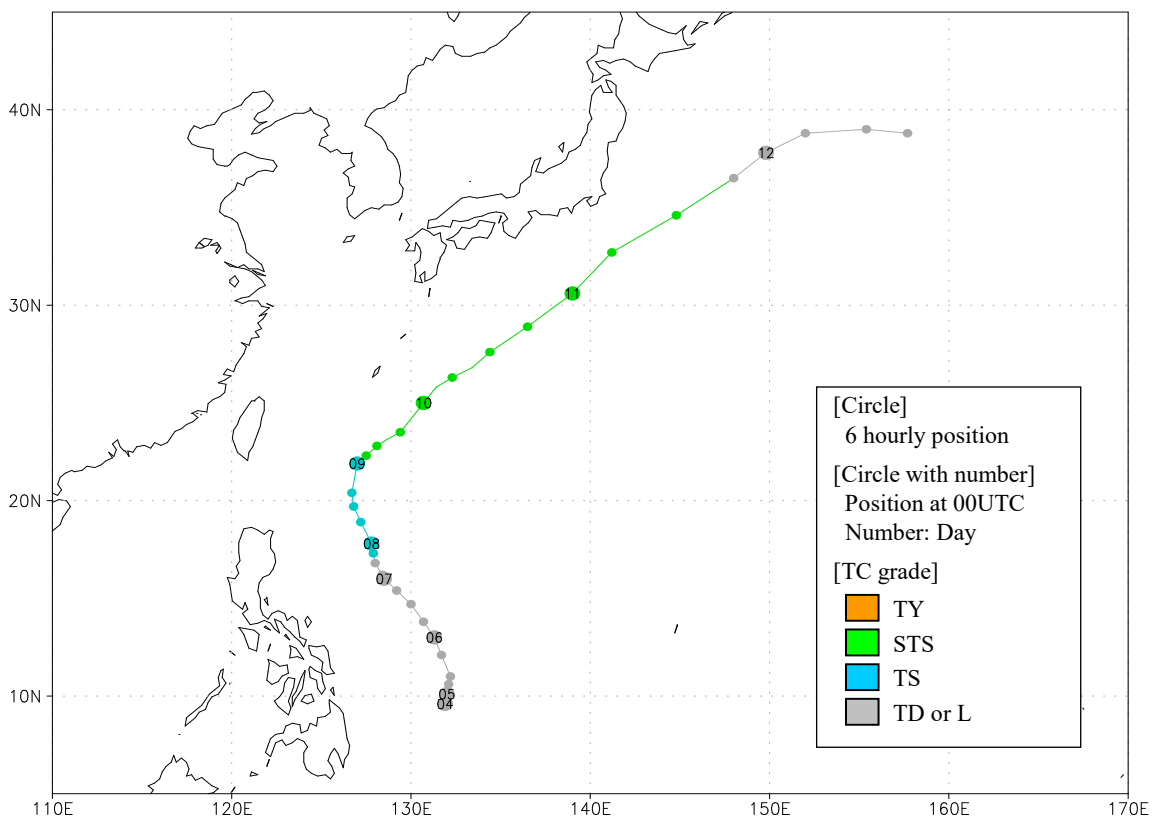 40N
30N
20N
10N
110E 120E 130E 140E 150E 160E 170E
12
11
10
09
08
07
06
05
04
[Circle]
6 hourly position
[Circle with number]
Position at 00UTC
Number: Day
[TC grade]
TY
STS
TS
TD or L